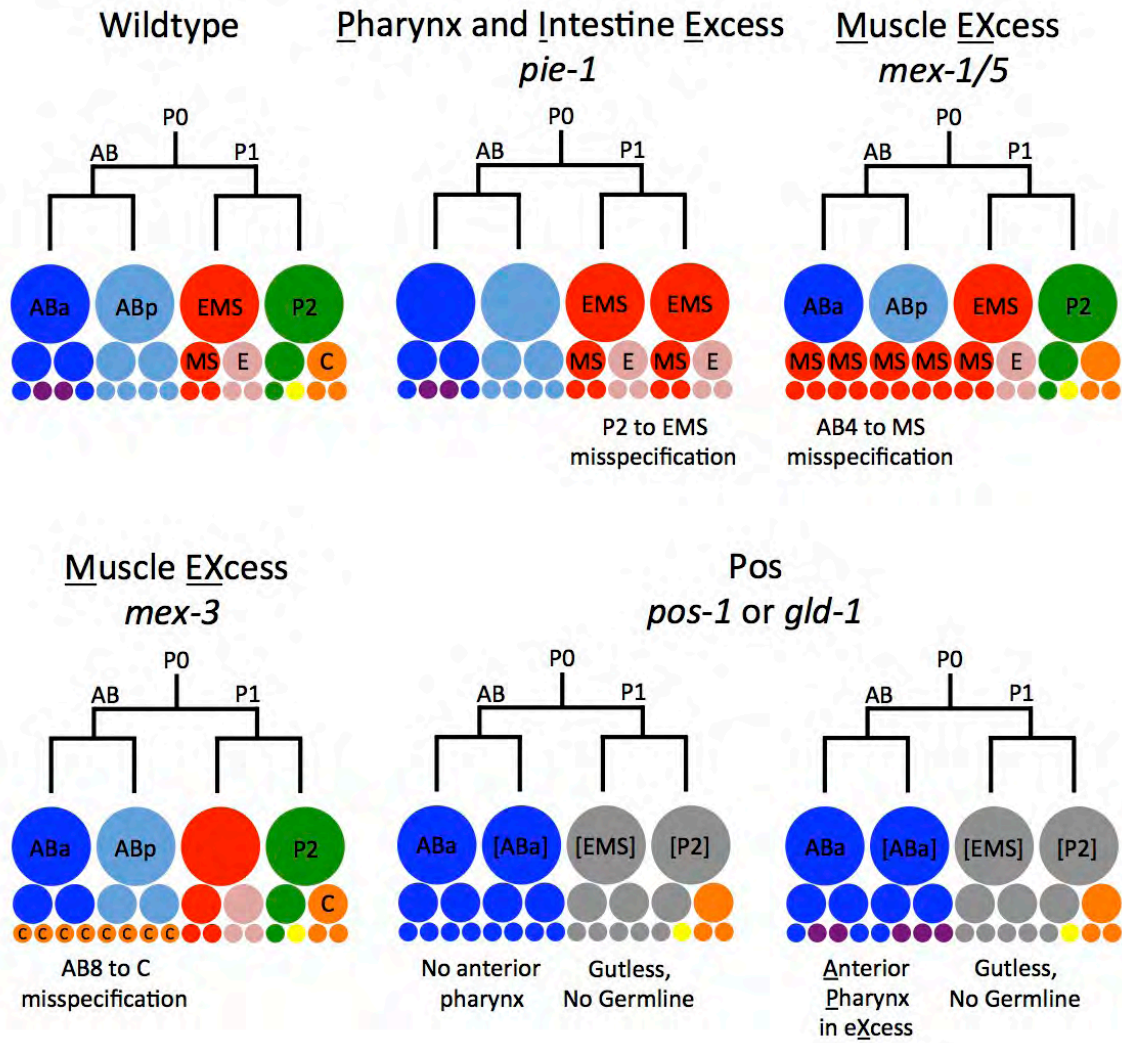 Wildtype
Pharynx and Intestine Excess
pie-1
Muscle EXcess
mex-1/5
P0
AB P1
ABa ABp EMS P2
MS E C
P0
AB P1
EMS EMS
MS E MS E
P2 to EMS
misspecification
P0
AB P1
ABa ABp EMS P2
MS MS MS MS MS E
AB4 to MS
misspecification
Muscle EXcess
mex-3
P0
AB P1
ABa ABp P2
C
C C C C C C C C
AB8 to C
misspecification
Pos
pos-1 or gld-1
P0
AB P1
ABa [ABa] [EMS] [P2]
No anterior
pharynx
Gutless,
No Germline
P0
AB P1
ABa [ABa] [EMS] [P2]
Anterior
Pharynx
in eXcess
Gutless,
No Germline